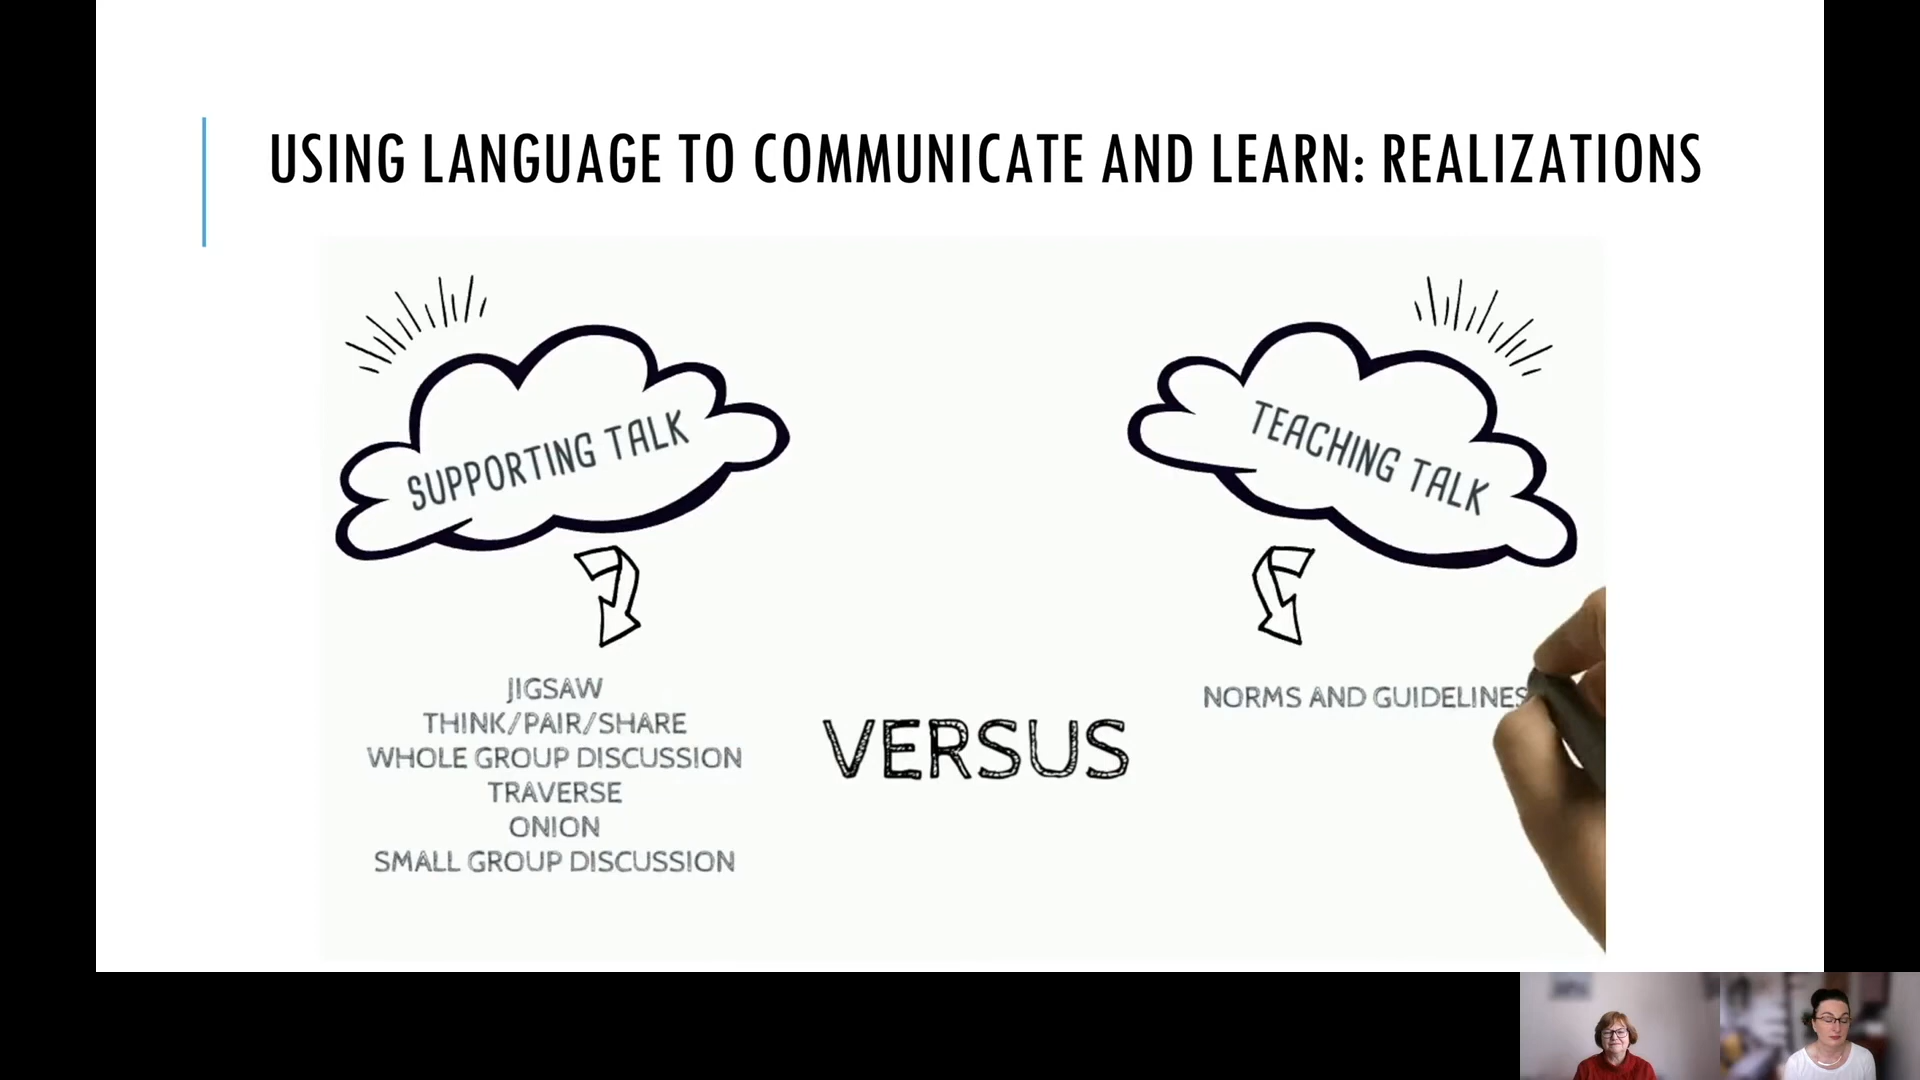 USING LANGUAGE TO COMMUNICATE AND LEARN: REALIZATIONS
SUPPORTING TALK
JIGSAW
THINK/PAIR/SHARE
WHOLE GROUP DISCUSSION
TRAVERSE
ONION
SMALL GROUP DISCUSSION
VERSUS
TEACHING TALK
NORMS AND GUIDELINES